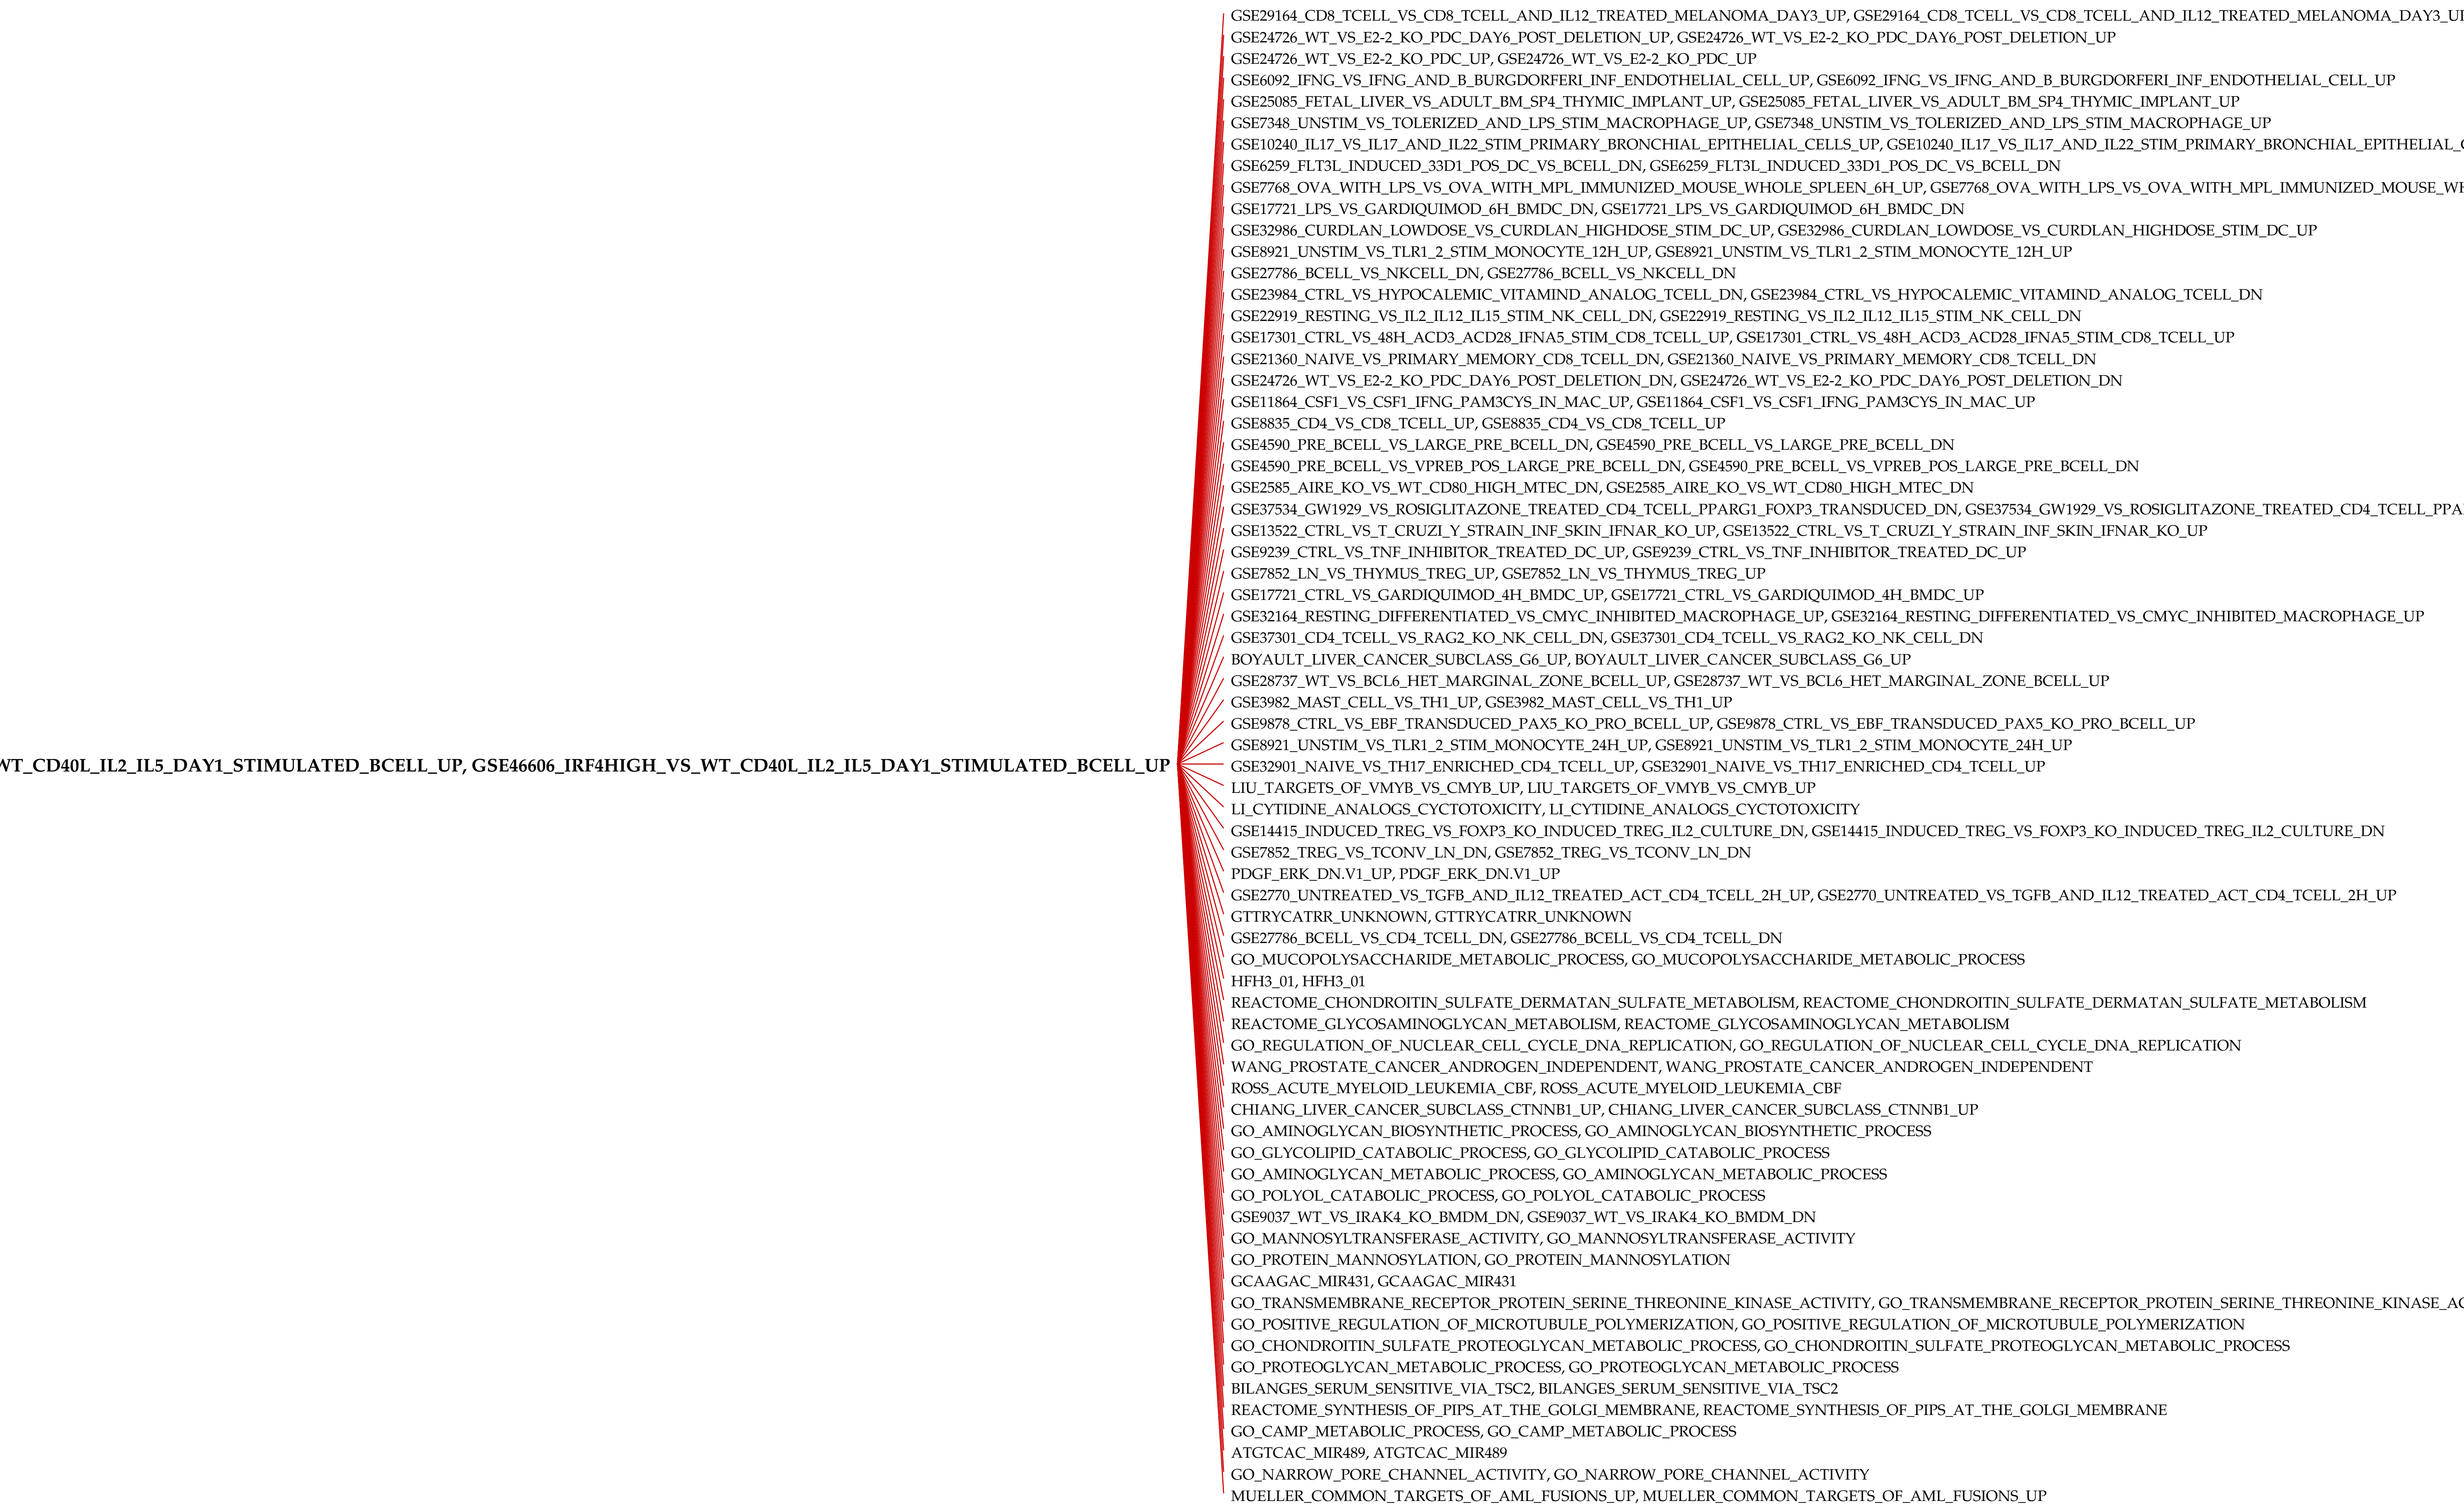 GSE29164_CD8_TCELL_VS_CD8_TCELL_AND_IL12_TREATED_MELANOMA_DAY3_UP, GSE29164_CD8_TCELL_VS_CD8_TCELL_AND_IL12_TREATED_MELANOMA_DAY3_UP
GSE24726_WT_VS_E2-2_KO_PDC_DAY6_POST_DELETION_UP, GSE24726_WT_VS_E2-2_KO_PDC_DAY6_POST_DELETION_UP
GSE24726_WT_VS_E2-2_KO_PDC_UP, GSE24726_WT_VS_E2-2_KO_PDC_UP
GSE6092_IFNG_VS_IFNG_AND_B_BURGDORFERI_INF_ENDOTHELIAL_CELL_UP, GSE6092_IFNG_VS_IFNG_AND_B_BURGDORFERI_INF_ENDOTHELIAL_CELL_UP
GSE25085_FETAL_LIVER_VS_ADULT_BM_SP4_THYMIC_IMPLANT_UP, GSE25085_FETAL_LIVER_VS_ADULT_BM_SP4_THYMIC_IMPLANT_UP
GSE7348_UNSTIM_VS_TOLERIZED_AND_LPS_STIM_MACROPHAGE_UP, GSE7348_UNSTIM_VS_TOLERIZED_AND_LPS_STIM_MACROPHAGE_UP
GSE10240_IL17_VS_IL17_AND_IL22_STIM_PRIMARY_BRONCHIAL_EPITHELIAL_CELLS_UP, GSE10240_IL17_VS_IL17_AND_IL22_STIM_PRIMARY_BRONCHIAL_EPITHELIAL_
GSE6259_FLT3L_INDUCED_33D1_POS_DC_VS_BCELL_DN, GSE6259_FLT3L_INDUCED_33D1_POS_DC_VS_BCELL_DN
GSE7768_OVA_WITH_LPS_VS_OVA_WITH_MPL_IMMUNIZED_MOUSE_WHOLE_SPLEEN_6H_UP, GSE7768_OVA_WITH_LPS_VS_OVA_WITH_MPL_IMMUNIZED_MOUSE_WH
GSE17721_LPS_VS_GARDIQUIMOD_6H_BMDC_DN, GSE17721_LPS_VS_GARDIQUIMOD_6H_BMDC_DN
GSE32986_CURDLAN_LOWDOSE_VS_CURDLAN_HIGHDOSE_STIM_DC_UP, GSE32986_CURDLAN_LOWDOSE_VS_CURDLAN_HIGHDOSE_STIM_DC_UP
GSE8921_UNSTIM_VS_TLR1_2_STIM_MONOCYTE_12H_UP, GSE8921_UNSTIM_VS_TLR1_2_STIM_MONOCYTE_12H_UP
GSE27786_BCELL_VS_NKCELL_DN, GSE27786_BCELL_VS_NKCELL_DN
GSE23984_CTRL_VS_HYPOCALEMIC_VITAMIND_ANALOG_TCELL_DN, GSE23984_CTRL_VS_HYPOCALEMIC_VITAMIND_ANALOG_TCELL_DN
GSE22919_RESTING_VS_IL2_IL12_IL15_STIM_NK_CELL_DN, GSE22919_RESTING_VS_IL2_IL12_IL15_STIM_NK_CELL_DN
GSE17301_CTRL_VS_48H_ACD3_ACD28_IFNA5_STIM_CD8_TCELL_UP, GSE17301_CTRL_VS_48H_ACD3_ACD28_IFNA5_STIM_CD8_TCELL_UP
GSE21360_NAIVE_VS_PRIMARY_MEMORY_CD8_TCELL_DN, GSE21360_NAIVE_VS_PRIMARY_MEMORY_CD8_TCELL_DN
GSE24726_WT_VS_E2-2_KO_PDC_DAY6_POST_DELETION_DN, GSE24726_WT_VS_E2-2_KO_PDC_DAY6_POST_DELETION_DN
GSE11864_CSF1_VS_CSF1_IFNG_PAM3CYS_IN_MAC_UP, GSE11864_CSF1_VS_CSF1_IFNG_PAM3CYS_IN_MAC_UP
GSE8835_CD4_VS_CD8_TCELL_UP, GSE8835_CD4_VS_CD8_TCELL_UP
GSE4590_PRE_BCELL_VS_LARGE_PRE_BCELL_DN, GSE4590_PRE_BCELL_VS_LARGE_PRE_BCELL_DN
GSE4590_PRE_BCELL_VS_VPREB_POS_LARGE_PRE_BCELL_DN, GSE4590_PRE_BCELL_VS_VPREB_POS_LARGE_PRE_BCELL_DN
GSE2585_AIRE_KO_VS_WT_CD80_HIGH_MTEC_DN, GSE2585_AIRE_KO_VS_WT_CD80_HIGH_MTEC_DN
GSE37534_GW1929_VS_ROSIGLITAZONE_TREATED_CD4_TCELL_PPARG1_FOXP3_TRANSDUCED_DN, GSE37534_GW1929_VS_ROSIGLITAZONE_TREATED_CD4_TCELL_PPA
GSE13522_CTRL_VS_T_CRUZI_Y_STRAIN_INF_SKIN_IFNAR_KO_UP, GSE13522_CTRL_VS_T_CRUZI_Y_STRAIN_INF_SKIN_IFNAR_KO_UP
GSE9239_CTRL_VS_TNF_INHIBITOR_TREATED_DC_UP, GSE9239_CTRL_VS_TNF_INHIBITOR_TREATED_DC_UP
GSE7852_LN_VS_THYMUS_TREG_UP, GSE7852_LN_VS_THYMUS_TREG_UP
GSE17721_CTRL_VS_GARDIQUIMOD_4H_BMDC_UP, GSE17721_CTRL_VS_GARDIQUIMOD_4H_BMDC_UP
GSE32164_RESTING_DIFFERENTIATED_VS_CMYC_INHIBITED_MACROPHAGE_UP, GSE32164_RESTING_DIFFERENTIATED_VS_CMYC_INHIBITED_MACROPHAGE_UP
GSE37301_CD4_TCELL_VS_RAG2_KO_NK_CELL_DN, GSE37301_CD4_TCELL_VS_RAG2_KO_NK_CELL_DN
BOYAULT_LIVER_CANCER_SUBCLASS_G6_UP, BOYAULT_LIVER_CANCER_SUBCLASS_G6_UP
GSE28737_WT_VS_BCL6_HET_MARGINAL_ZONE_BCELL_UP, GSE28737_WT_VS_BCL6_HET_MARGINAL_ZONE_BCELL_UP
GSE3982_MAST_CELL_VS_TH1_UP, GSE3982_MAST_CELL_VS_TH1_UP
GSE9878_CTRL_VS_EBF_TRANSDUCED_PAX5_KO_PRO_BCELL_UP, GSE9878_CTRL_VS_EBF_TRANSDUCED_PAX5_KO_PRO_BCELL_UP
GSE8921_UNSTIM_VS_TLR1_2_STIM_MONOCYTE_24H_UP, GSE8921_UNSTIM_VS_TLR1_2_STIM_MONOCYTE_24H_UP
WT_CD40L_IL2_IL5_DAY1_STIMULATED_BCELL_UP, GSE46606_IRF4HIGH_VS_WT_CD40L_IL2_IL5_DAY1_STIMULATED_BCELL_UP
GSE32901_NAIVE_VS_TH17_ENRICHED_CD4_TCELL_UP, GSE32901_NAIVE_VS_TH17_ENRICHED_CD4_TCELL_UP
LIU_TARGETS_OF_VMYB_VS_CMYB_UP, LIU_TARGETS_OF_VMYB_VS_CMYB_UP
LI_CYTIDINE_ANALOGS_CYCTOTOXICITY, LI_CYTIDINE_ANALOGS_CYCTOTOXICITY
GSE14415_INDUCED_TREG_VS_FOXP3_KO_INDUCED_TREG_IL2_CULTURE_DN, GSE14415_INDUCED_TREG_VS_FOXP3_KO_INDUCED_TREG_IL2_CULTURE_DN
GSE7852_TREG_VS_TCONV_LN_DN, GSE7852_TREG_VS_TCONV_LN_DN
PDGF_ERK_DN.V1_UP, PDGF_ERK_DN.V1_UP
GSE2770_UNTREATED_VS_TGFB_AND_IL12_TREATED_ACT_CD4_TCELL_2H_UP, GSE2770_UNTREATED_VS_TGFB_AND_IL12_TREATED_ACT_CD4_TCELL_2H_UP
GTTRYCATRR_UNKNOWN, GTTRYCATRR_UNKNOWN
GSE27786_BCELL_VS_CD4_TCELL_DN, GSE27786_BCELL_VS_CD4_TCELL_DN
GO_MUCOPOLYSACCHARIDE_METABOLIC_PROCESS, GO_MUCOPOLYSACCHARIDE_METABOLIC_PROCESS
HFH3_01, HFH3_01
REACTOME_CHONDROITIN_SULFATE_DERMATAN_SULFATE_METABOLISM, REACTOME_CHONDROITIN_SULFATE_DERMATAN_SULFATE_METABOLISM
REACTOME_GLYCOSAMINOGLYCAN_METABOLISM, REACTOME_GLYCOSAMINOGLYCAN_METABOLISM
GO_REGULATION_OF_NUCLEAR_CELL_CYCLE_DNA_REPLICATION, GO_REGULATION_OF_NUCLEAR_CELL_CYCLE_DNA_REPLICATION
WANG_PROSTATE_CANCER_ANDROGEN_INDEPENDENT, WANG_PROSTATE_CANCER_ANDROGEN_INDEPENDENT
ROSS_ACUTE_MYELOID_LEUKEMIA_CBF, ROSS_ACUTE_MYELOID_LEUKEMIA_CBF
CHIANG_LIVER_CANCER_SUBCLASS_CTNNB1_UP, CHIANG_LIVER_CANCER_SUBCLASS_CTNNB1_UP
GO_AMINOGLYCAN_BIOSYNTHETIC_PROCESS, GO_AMINOGLYCAN_BIOSYNTHETIC_PROCESS
GO_GLYCOLIPID_CATABOLIC_PROCESS, GO_GLYCOLIPID_CATABOLIC_PROCESS
GO_AMINOGLYCAN_METABOLIC_PROCESS, GO_AMINOGLYCAN_METABOLIC_PROCESS
GO_POLYOL_CATABOLIC_PROCESS, GO_POLYOL_CATABOLIC_PROCESS
GSE9037_WT_VS_IRAK4_KO_BMDM_DN, GSE9037_WT_VS_IRAK4_KO_BMDM_DN
GO_MANNOSYLTRANSFERASE_ACTIVITY, GO_MANNOSYLTRANSFERASE_ACTIVITY
GO_PROTEIN_MANNOSYLATION, GO_PROTEIN_MANNOSYLATION
GCAAGAC_MIR431, GCAAGAC_MIR431
GO_TRANSMEMBRANE_RECEPTOR_PROTEIN_SERINE_THREONINE_KINASE_ACTIVITY, GO_TRANSMEMBRANE_RECEPTOR_PROTEIN_SERINE_THREONINE_KINASE_AC
GO_POSITIVE_REGULATION_OF_MICROTUBULE_POLYMERIZATION, GO_POSITIVE_REGULATION_OF_MICROTUBULE_POLYMERIZATION
GO_CHONDROITIN_SULFATE_PROTEOGLYCAN_METABOLIC_PROCESS, GO_CHONDROITIN_SULFATE_PROTEOGLYCAN_METABOLIC_PROCESS
GO_PROTEOGLYCAN_METABOLIC_PROCESS, GO_PROTEOGLYCAN_METABOLIC_PROCESS
BILANGES_SERUM_SENSITIVE_VIA_TSC2, BILANGES_SERUM_SENSITIVE_VIA_TSC2
REACTOME_SYNTHESIS_OF_PIPS_AT_THE_GOLGI_MEMBRANE, REACTOME_SYNTHESIS_OF_PIPS_AT_THE_GOLGI_MEMBRANE
GO_CAMP_METABOLIC_PROCESS, GO_CAMP_METABOLIC_PROCESS
ATGTCAC_MIR489, ATGTCAC_MIR489
GO_NARROW_PORE_CHANNEL_ACTIVITY, GO_NARROW_PORE_CHANNEL_ACTIVITY
MUELLER_COMMON_TARGETS_OF_AML_FUSIONS_UP, MUELLER_COMMON_TARGETS_OF_AML_FUSIONS_UP